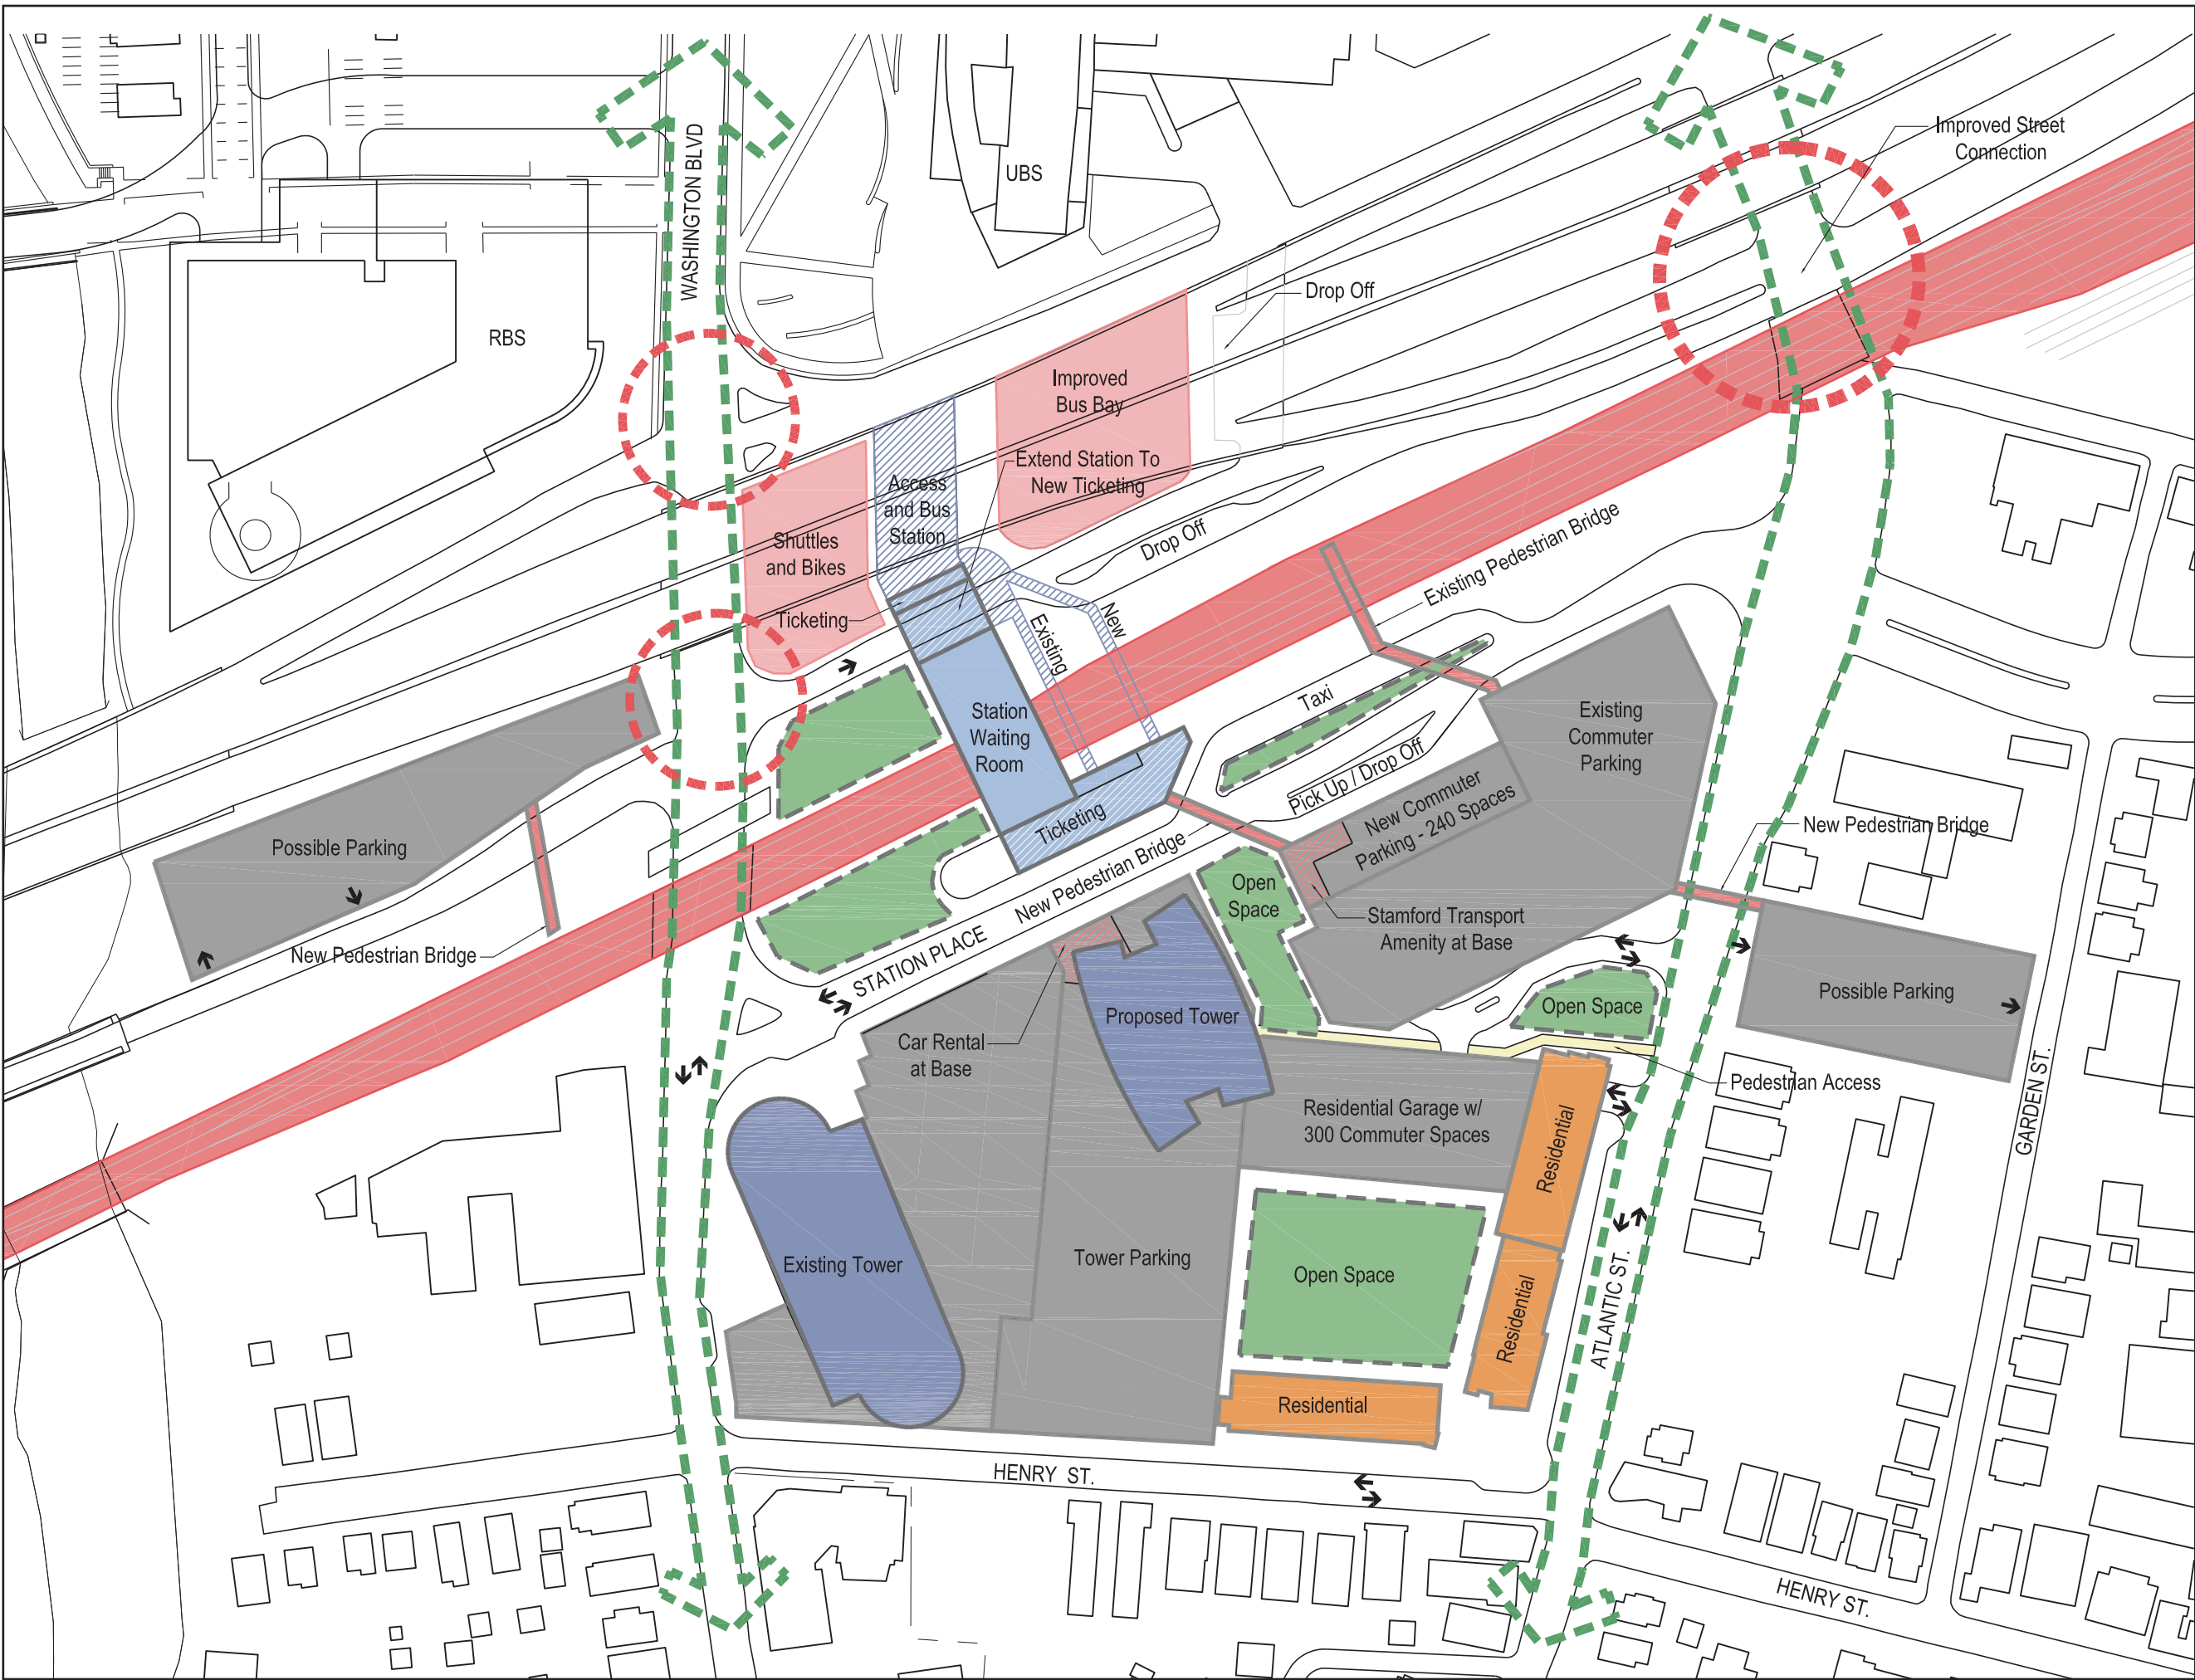 Improved Street
Connection
WASHINGTON BLVD
UBS
Drop Off
RBS
Improved
Bus Bay
Extend Station To
New Ticketing
Access
and Bus
Station
Shuttles
and Bikes
Drop Off
Existing Pedestrian Bridge
Ticketing
Existing
New
Station
Waiting
Room
Taxi
Existing
Commuter
Parking
Pick Up / Drop Off
Ticketing
New Commuter
Parking - 240 Spaces
New Pedestrian Bridge
Possible Parking
New Pedestrian Bridge
Open
Space
Stamford Transport
Amenity at Base
New Pedestrian Bridge
STATION PLACE
Possible Parking
Open Space
Proposed Tower
Car Rental
at Base
Pedestrian Access
Residential Garage w/
300 Commuter Spaces
Residential
GARDEN ST.
Existing Tower
Tower Parking
Open Space
Residential
ATLANTIC ST.
Residential
HENRY ST.
HENRY ST.